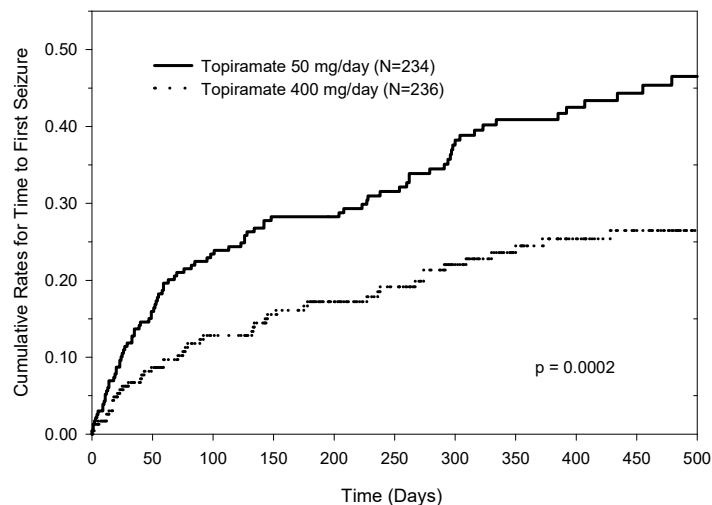 0.50
0.40
0.30
0.20
0.10
0.00
Cumulative Rates for Time to First Seizure
Topiramate 50 mg/day (N=234)
Topiramate 400 mg/day (N=236)
p = 0.0002
0 50 100 150 200 250 300 350 400 450 500
Time (Days)